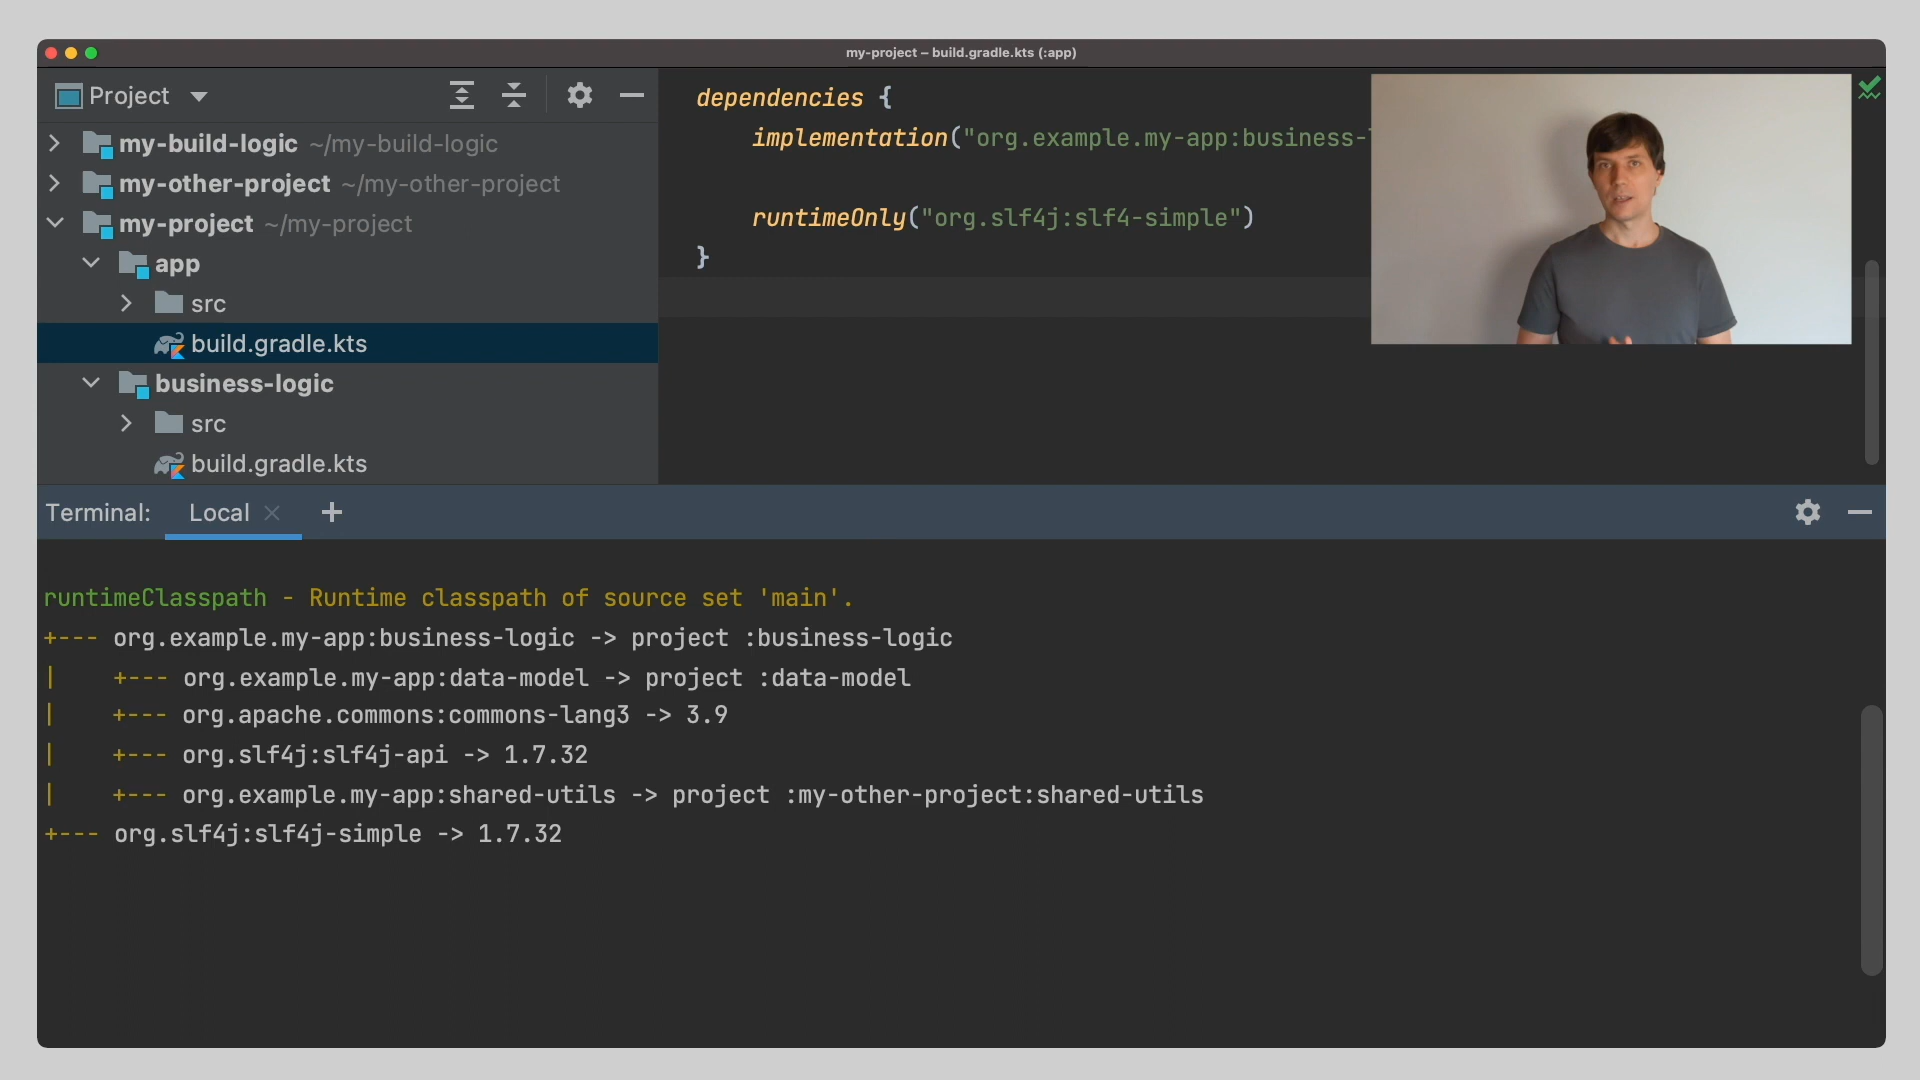 my-project – build.gradle.kts (:app)
Project
my-build-logic ~/my-build-logic
my-other-project ~/my-other-project
my-project ~/my-project
app
src
build.gradle.kts
business-logic
src
build.gradle.kts
dependencies {
implementation("org.example.my-app:business-
runtimeOnly("org.slf4j:slf4-simple")
}
Terminal: Local
runtimeClasspath - Runtime classpath of source set 'main'.
+--- org.example.my-app:business-logic -> project :business-logic
| +--- org.example.my-app:data-model -> project :data-model
| +--- org.apache.commons:commons-lang3 -> 3.9
| +--- org.slf4j:slf4j-api -> 1.7.32
| +--- org.example.my-app:shared-utils -> project :my-other-project:shared-utils
+--- org.slf4j:slf4j-simple -> 1.7.32